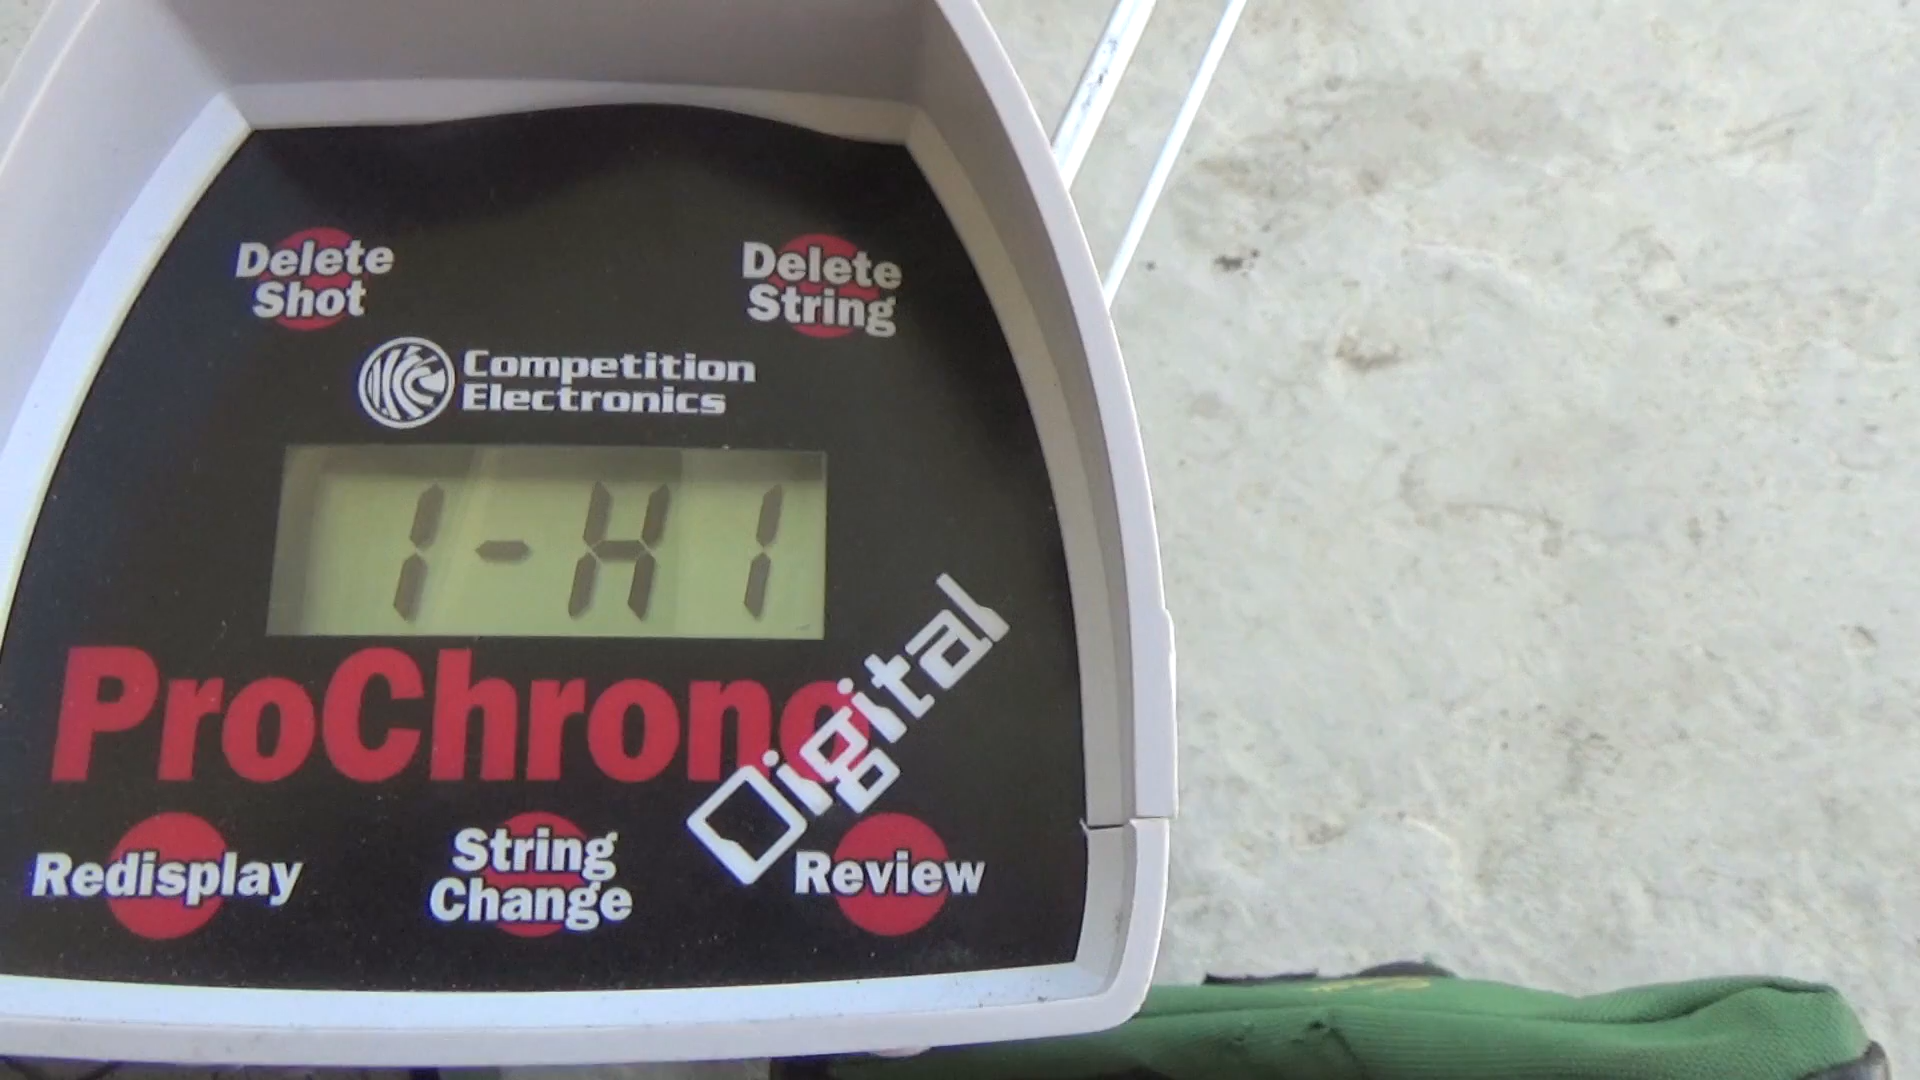 Delete
Shot
Delete
String
Competition
Electronics
1-H1
ProChrono
Digital
Redisplay
String
Change
Review